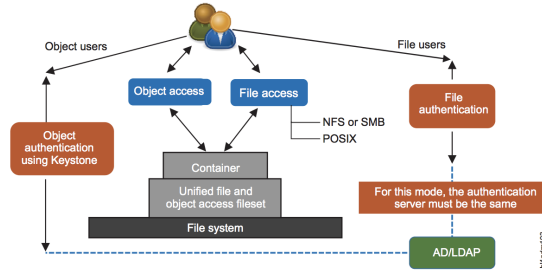 Object users
File users
Object access
File access
File
authentication
NFS or SMB
POSIX
Object
authentication
using Keystone
Container
Unified file and
object access fileset
File system
For this mode, the authentication
server must be the same
AD/LDAP